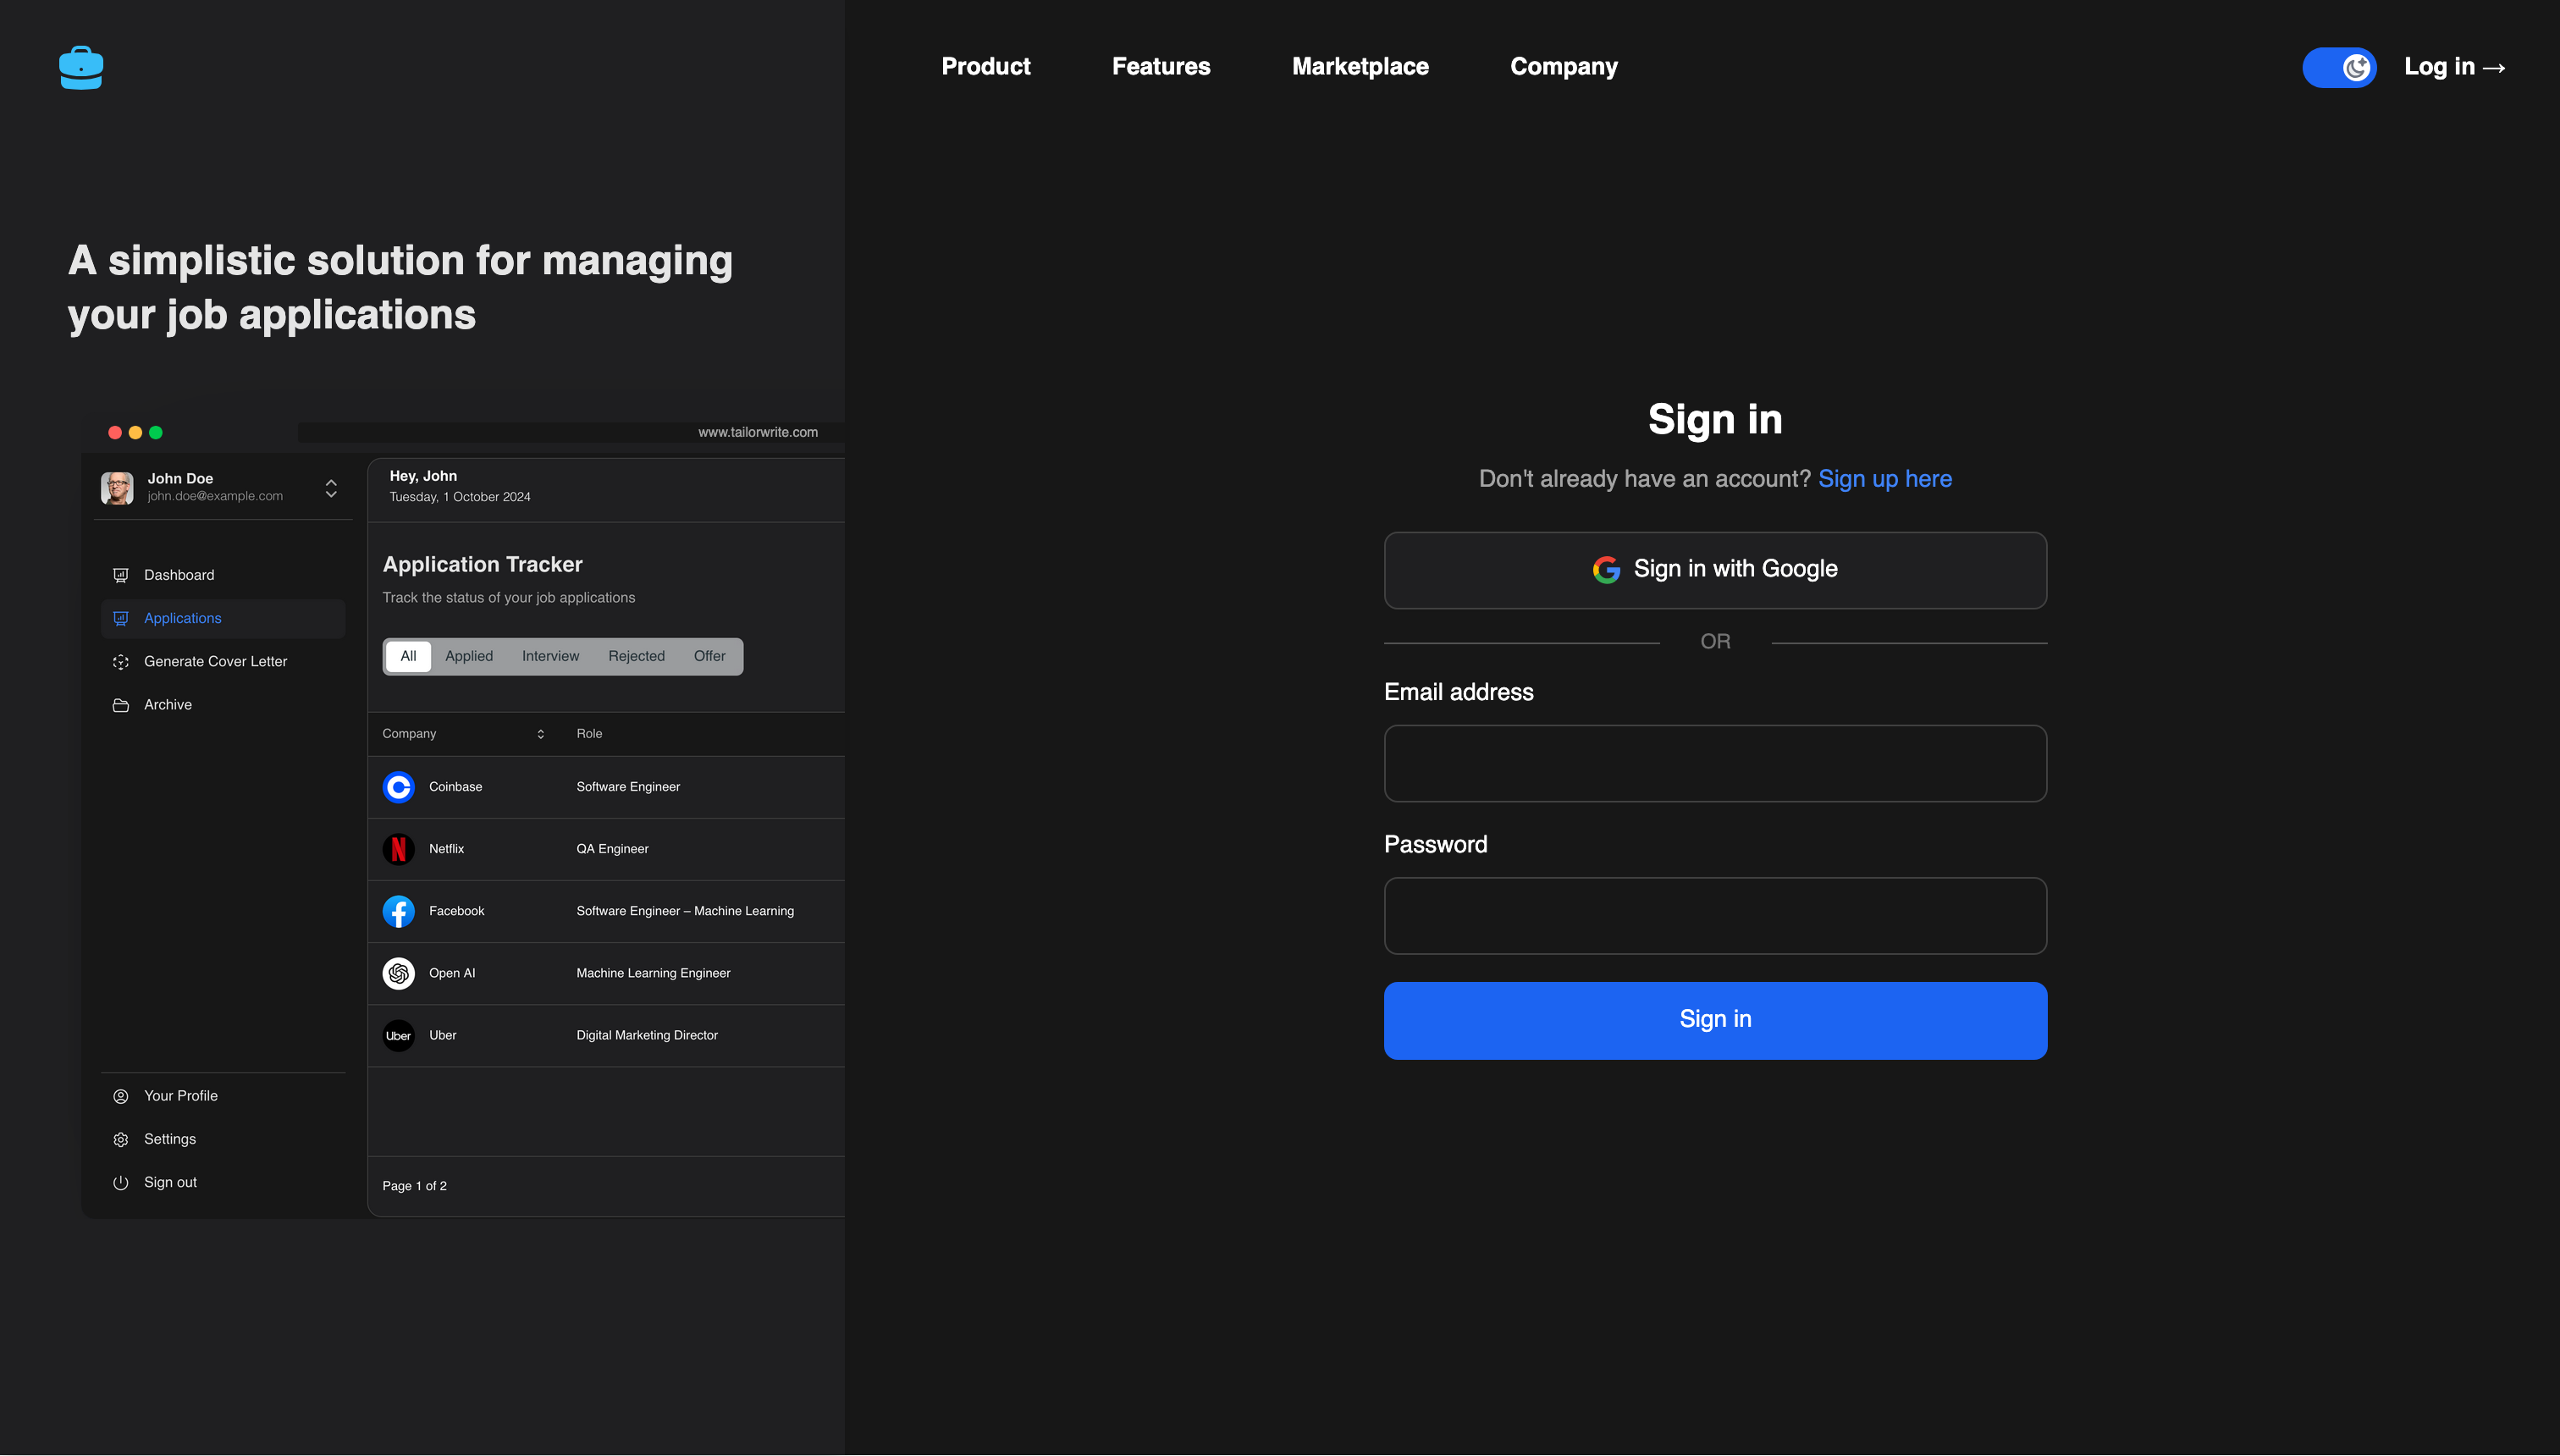 Product Features Marketplace Company Log in →
A simplistic solution for managing
your job applications
www.tailorwrite.com
John Doe
john.doe@example.com
Dashboard
Applications
Generate Cover Letter
Archive
Your Profile
Settings
Sign out
Hey, John
Tuesday, 1 October 2024
Application Tracker
Track the status of your job applications
All Applied Interview Rejected Offer
Company Role
Coinbase Software Engineer
Netflix QA Engineer
Facebook Software Engineer – Machine Learning
Open AI Machine Learning Engineer
Uber Uber Digital Marketing Director
Page 1 of 2
Sign in
Don't already have an account? Sign up here
Sign in with Google
OR
Email address
Password
Sign in